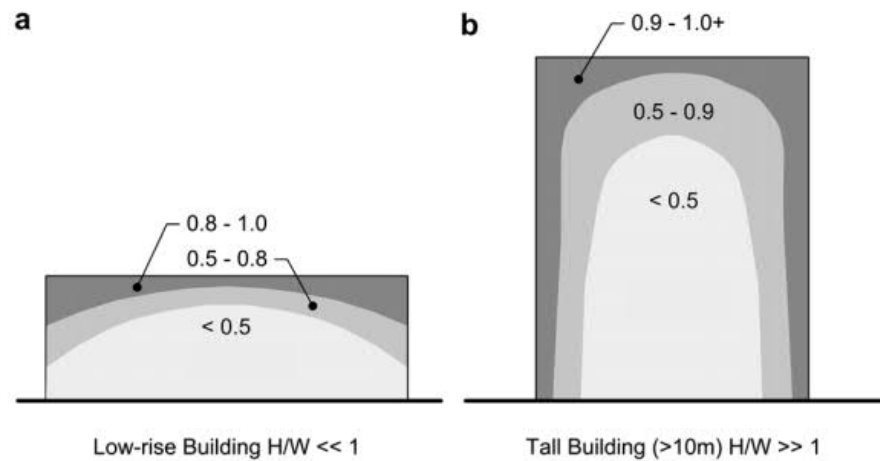 a
0.8 - 1.0
0.5 - 0.8
< 0.5
Low-rise Building H/W << 1
b
0.9 - 1.0+
0.5 - 0.9
< 0.5
Tall Building (>10m) H/W >> 1